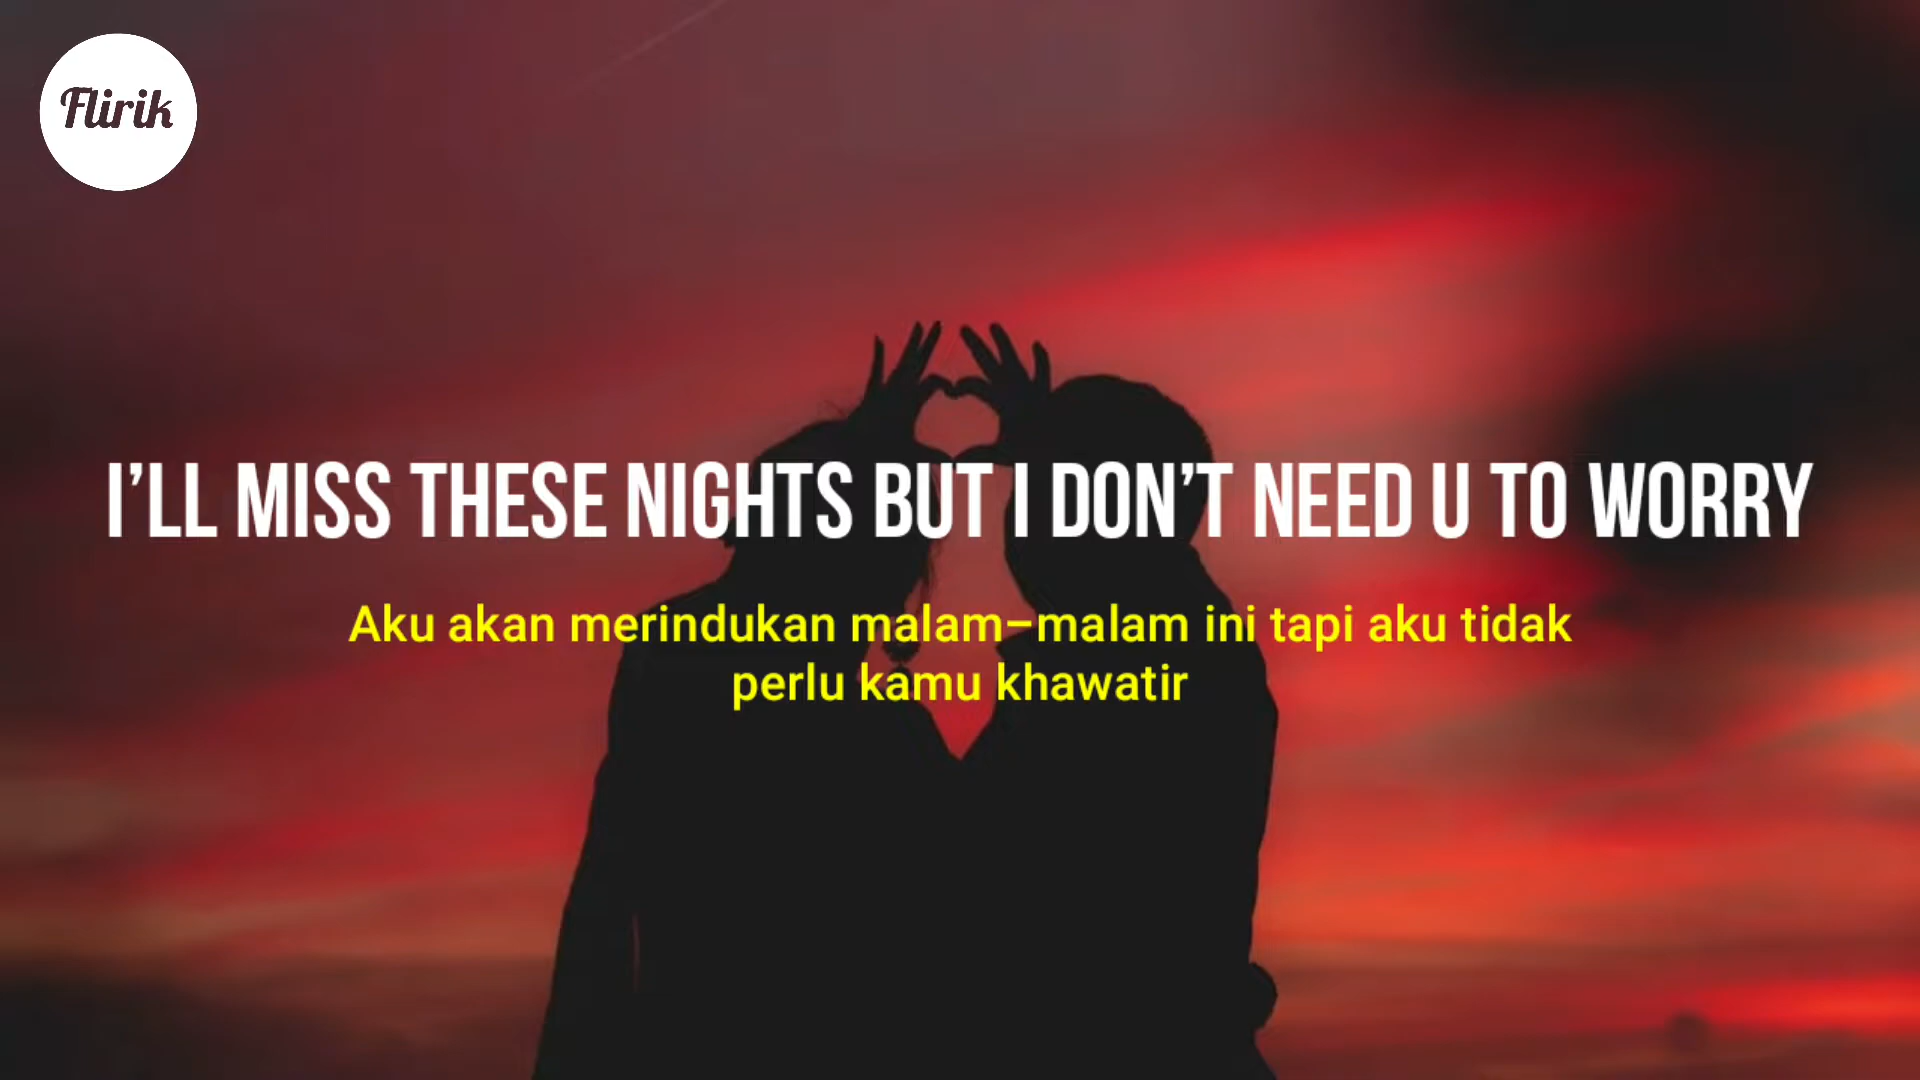 Flirik
I’LL MISS THESE NIGHTS BUT I DON’T NEED U TO WORRY
Aku akan merindukan malam–malam ini tapi aku tidak
perlu kamu khawatir